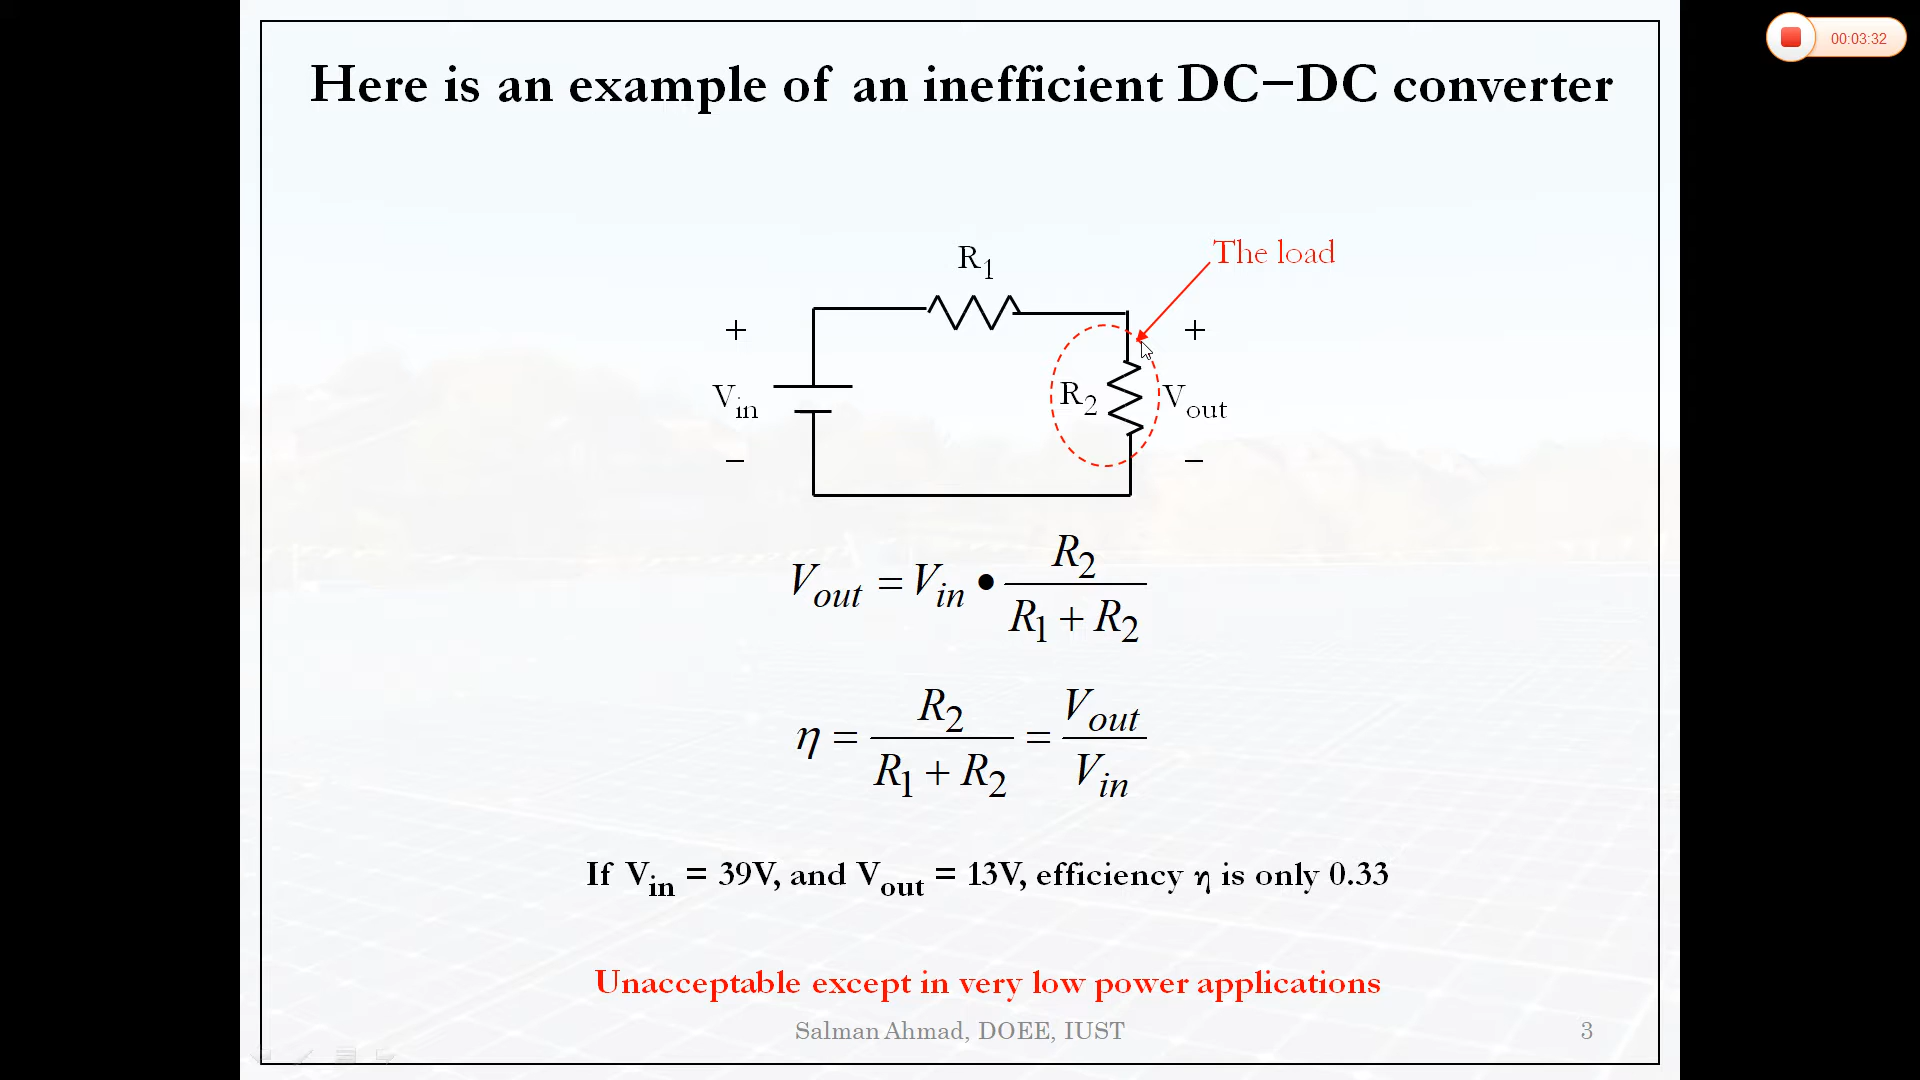 00:03:32
Here is an example of an inefficient DC−DC converter
R1
The load
+ +
Vin R2 Vout
− −
Vout = Vin • R2 / (R1 + R2)
η = R2 / (R1 + R2) = Vout / Vin
If Vin = 39V, and Vout = 13V, efficiency η is only 0.33
Unacceptable except in very low power applications
Salman Ahmad, DOEE, IUST 3